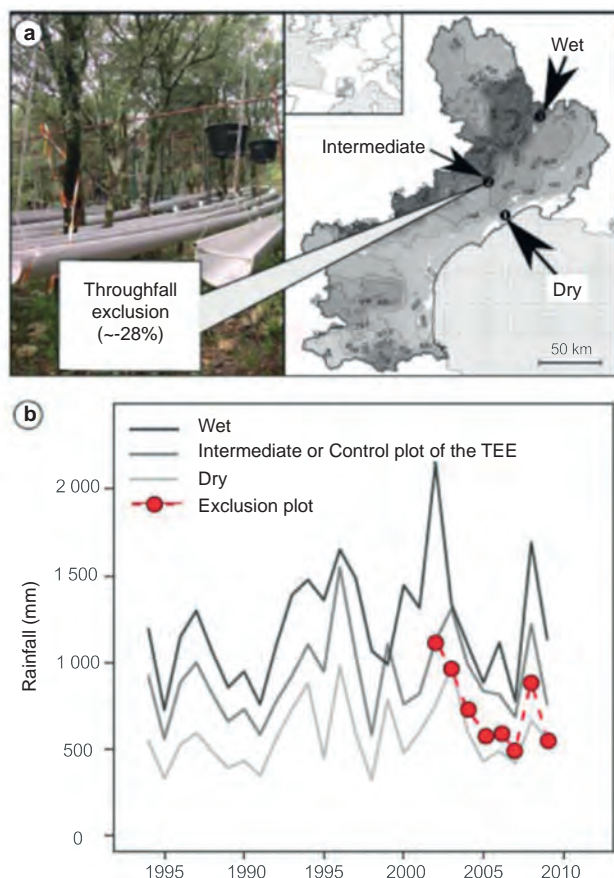 a
Wet
Intermediate
Throughfall
exclusion
(~-28%)
Dry
50 km
b
Wet
Intermediate or Control plot of the TEE
Dry
Exclusion plot
Rainfall (mm)
2 000
1 500
1 000
500
0
1995
1990
1995
2000
2005
2010